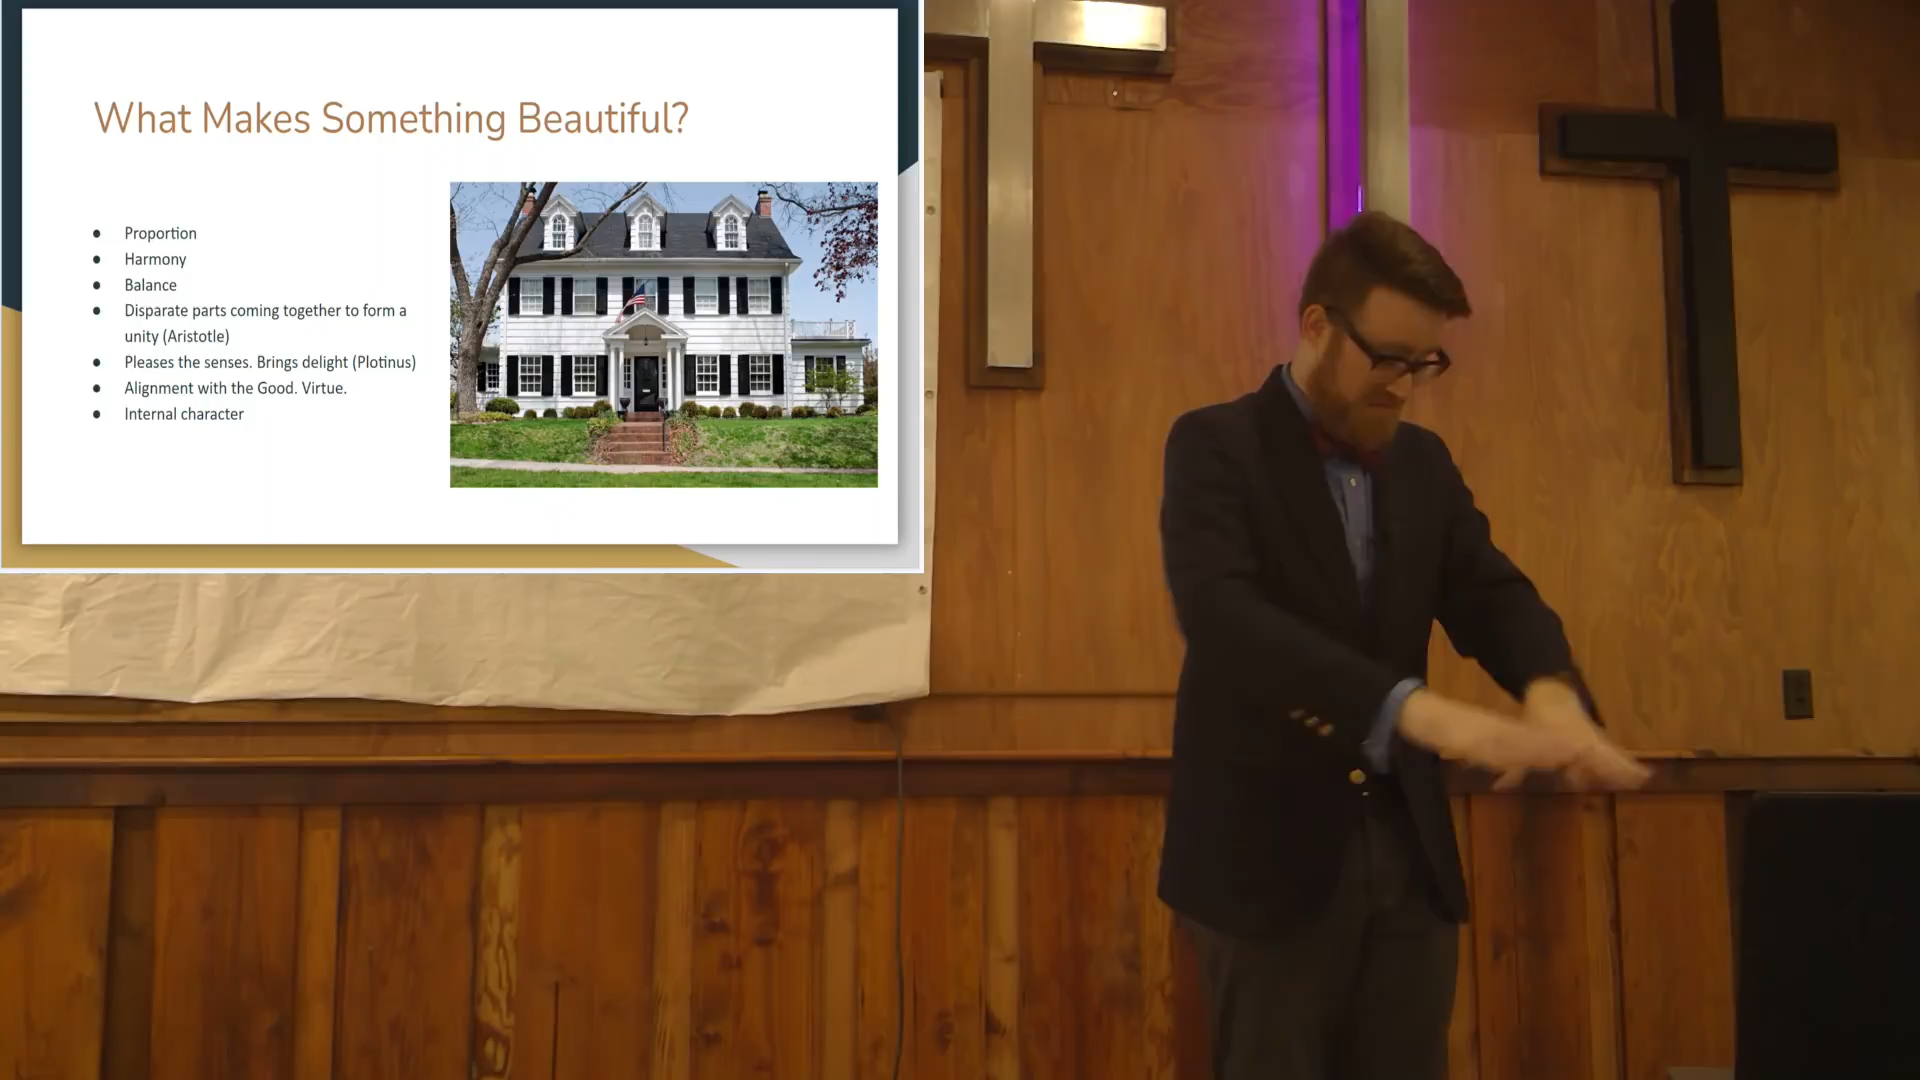 What Makes Something Beautiful?
● Proportion
● Harmony
● Balance
● Disparate parts coming together to form a
unity (Aristotle)
● Pleases the senses. Brings delight (Plotinus)
● Alignment with the Good. Virtue.
● Internal character